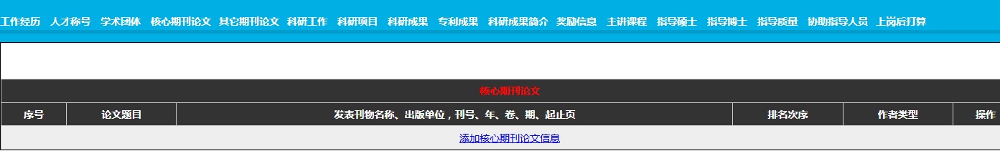 工作经历 人才称号 学术团体 核心期刊论文 其它期刊论文 科研工作 科研项目 科研成果 专利成果 科研成果简介 奖励信息 主讲课程 指导硕士 指导博士 指导质量 协助指导人员 上岗后打算
核心期刊论文
序号 论文题目 发表刊物名称、出版单位，刊号、年、卷、期、起止页 排名次序 作者类型 操作
添加核心期刊论文信息